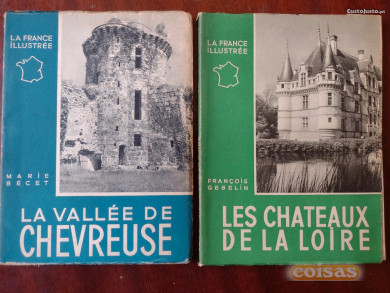 LA FRANCE
ILLUSTRÉE
MARIE
BECET
LA VALLÉE DE
CHEVREUSE
LA FRANCE
ILLUSTRÉE
FRANÇOIS
GEBELIN
LES CHATEAUX
DE LA LOIRE
CustoJusto.pt
coisas